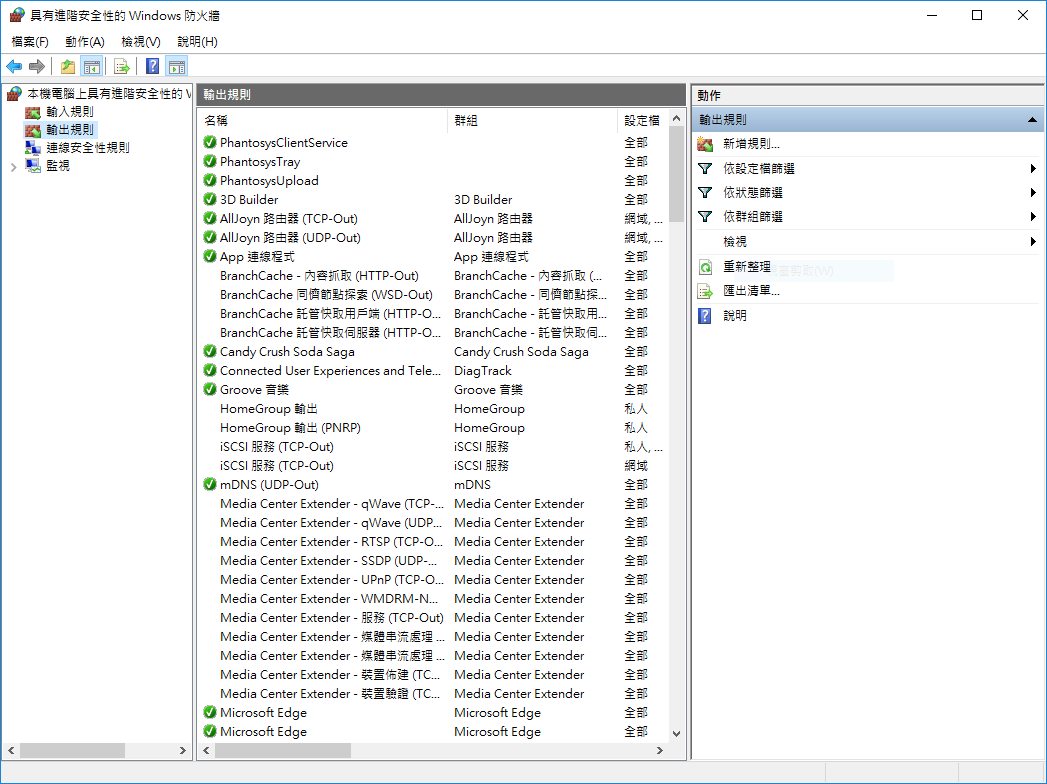 具有進階安全性的 Windows 防火牆
檔案(F) 動作(A) 檢視(V) 說明(H)
本機電腦上具有進階安全性的 W
輸入規則
輸出規則
連線安全性規則
監視
輸出規則
名稱 群組 設定檔
PhantosysClientService 全部
PhantosysTray 全部
PhantosysUpload 全部
3D Builder 3D Builder 全部
AllJoyn 路由器 (TCP-Out) AllJoyn 路由器 網域, ...
AllJoyn 路由器 (UDP-Out) AllJoyn 路由器 網域, ...
App 連線程式 App 連線程式 全部
BranchCache - 內容抓取 (HTTP-Out) BranchCache - 內容抓取 (... 全部
BranchCache 同儕節點探索 (WSD-Out) BranchCache - 同儕節點探... 全部
BranchCache 託管快取用戶端 (HTTP-O... BranchCache - 託管快取用... 全部
BranchCache 託管快取伺服器 (HTTP-O... BranchCache - 託管快取伺... 全部
Candy Crush Soda Saga Candy Crush Soda Saga 全部
Connected User Experiences and Tele... DiagTrack 全部
Groove 音樂 Groove 音樂 全部
HomeGroup 輸出 HomeGroup 私人
HomeGroup 輸出 (PNRP) HomeGroup 私人
iSCSI 服務 (TCP-Out) iSCSI 服務 私人, ...
iSCSI 服務 (TCP-Out) iSCSI 服務 網域
mDNS (UDP-Out) mDNS 全部
Media Center Extender - qWave (TCP-... Media Center Extender 全部
Media Center Extender - qWave (UDP... Media Center Extender 全部
Media Center Extender - RTSP (TCP-O... Media Center Extender 全部
Media Center Extender - SSDP (UDP-... Media Center Extender 全部
Media Center Extender - UPnP (TCP-O... Media Center Extender 全部
Media Center Extender - WMDRM-N... Media Center Extender 全部
Media Center Extender - 服務 (TCP-Out) Media Center Extender 全部
Media Center Extender - 媒體串流處理 ... Media Center Extender 全部
Media Center Extender - 媒體串流處理 ... Media Center Extender 全部
Media Center Extender - 裝置佈建 (TC... Media Center Extender 全部
Media Center Extender - 裝置驗證 (TC... Media Center Extender 全部
Microsoft Edge Microsoft Edge 全部
Microsoft Edge Microsoft Edge 全部
動作
輸出規則
新增規則...
依設定檔篩選
依狀態篩選
依群組篩選
檢視
重新整理
匯出清單...
說明